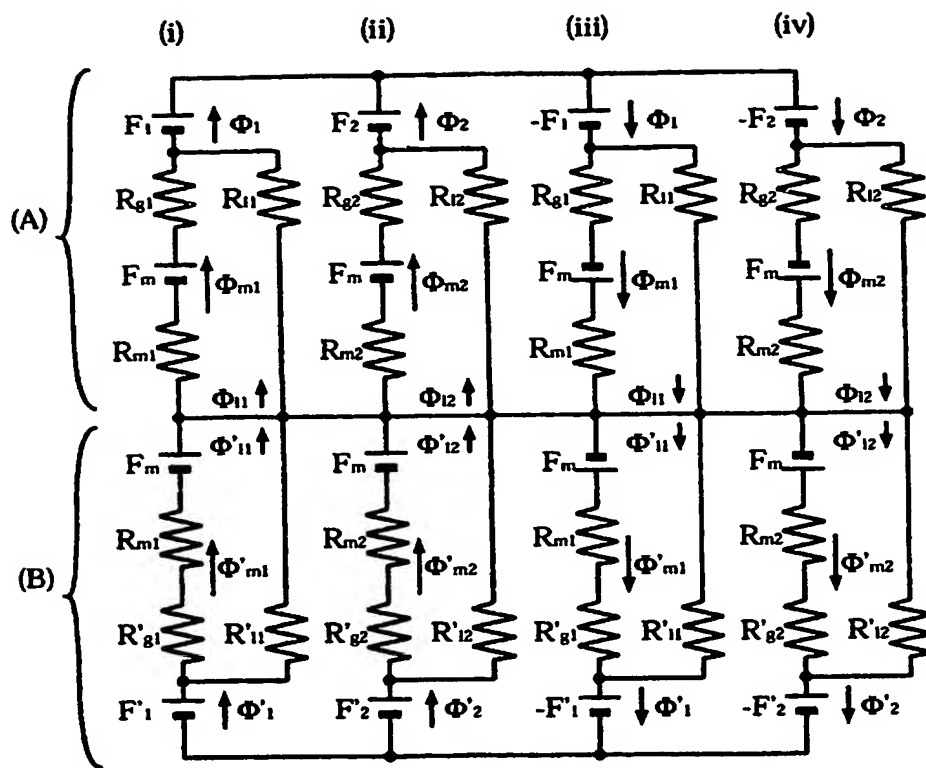 (i) (ii) (iii) (iv)
F1 Φ1 F2 Φ2 -F1 Φ1 -F2 Φ2
Rg1 Rl1 Rg2 Rl2 Rg1 Rl1 Rg2 Rl2
(A)
Fm Φm1 Fm Φm2 Fm Φm1 Fm Φm2
Rm1 Rm2 Rm1 Rm2
Φl1 Φl2 Φl1 Φl2
Φ'l1 Φ'l2 Φ'l1 Φ'l2
Fm Fm Fm Fm
Rm1 Rm2 Rm1 Rm2
(B)
Φ'm1 Φ'm2 Φ'm1 Φ'm2
R'g1 R'l1 R'g2 R'l2 R'g1 R'l1 R'g2 R'l2
F'1 Φ'1 F'2 Φ'2 -F'1 Φ'1 -F'2 Φ'2